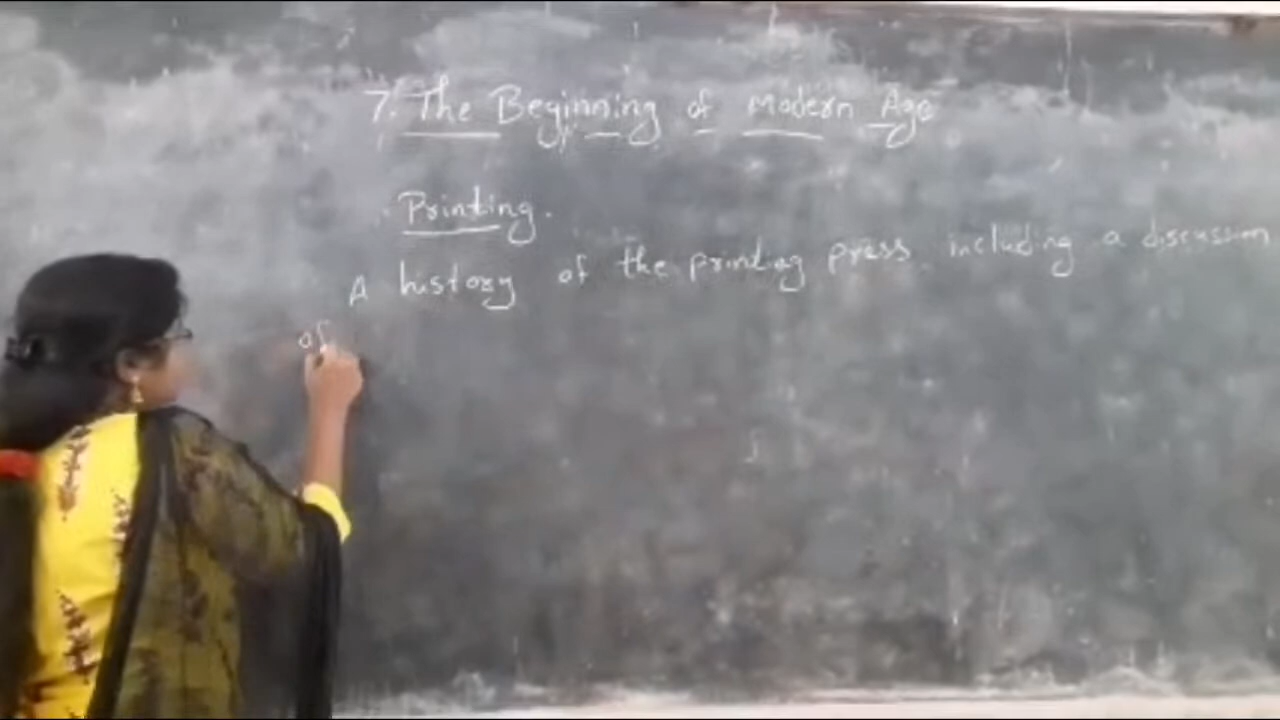 7. The Beginning of Modern Age
Printing.
A history of the printing press including a discussion
of